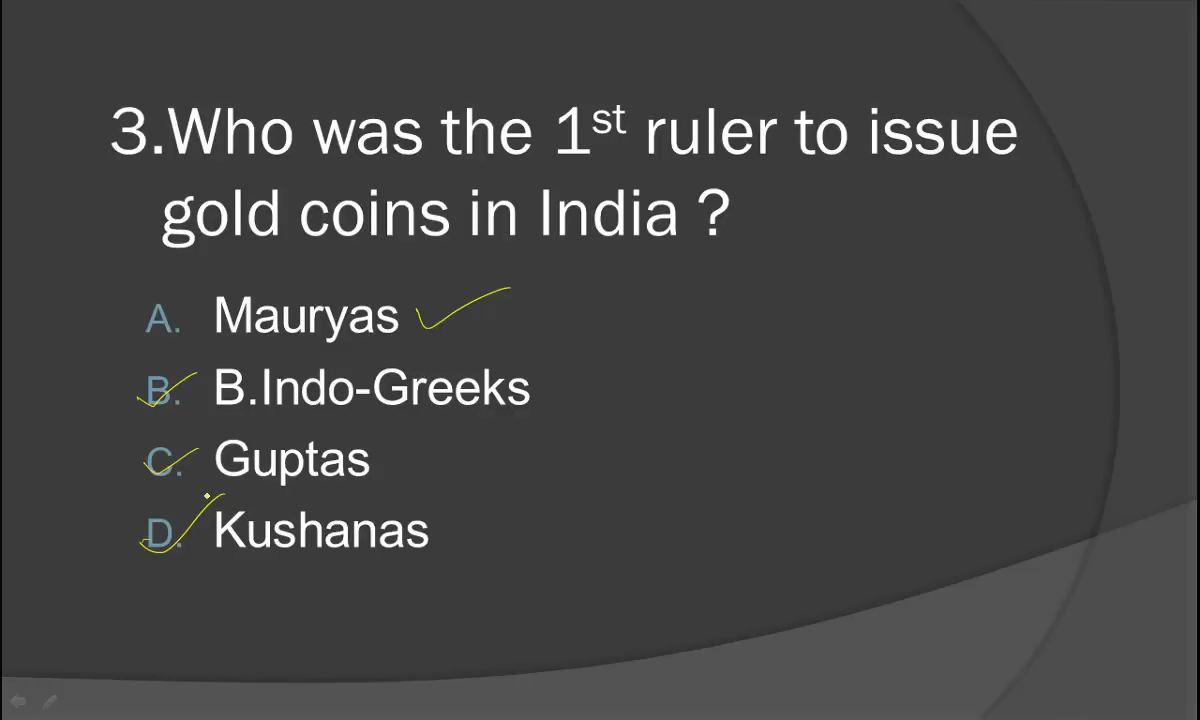 3.Who was the 1st ruler to issue
gold coins in India ?
A. Mauryas
B. B.Indo-Greeks
C. Guptas
D. Kushanas